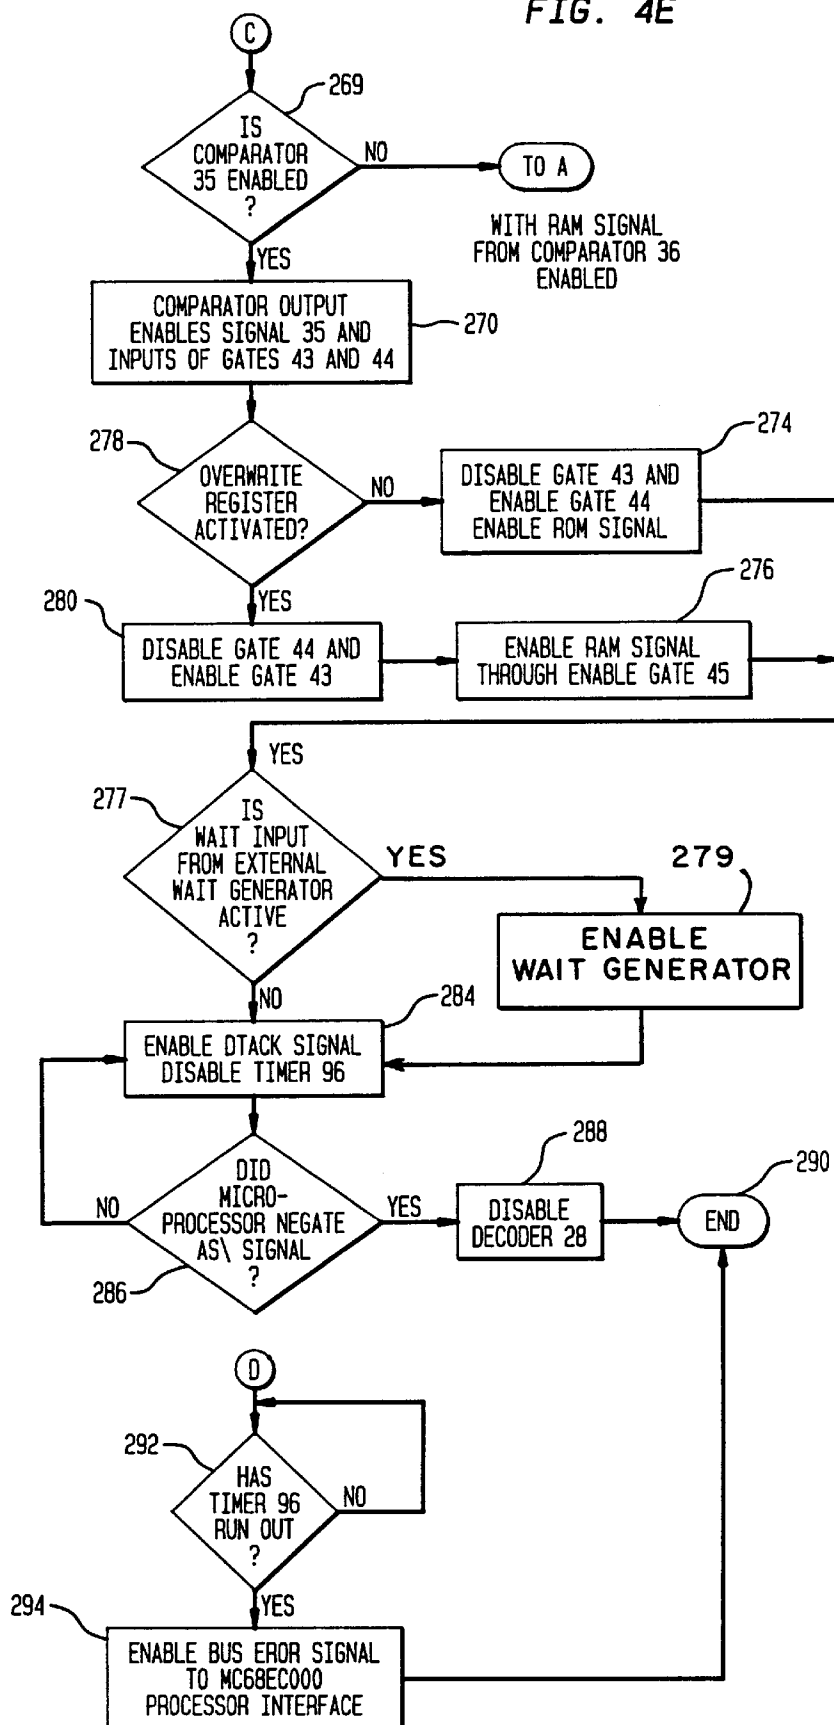 FIG. 4E
C
269
IS
COMPARATOR
35 ENABLED
?
NO
TO A
WITH RAM SIGNAL
FROM COMPARATOR 36
ENABLED
YES
COMPARATOR OUTPUT
ENABLES SIGNAL 35 AND
INPUTS OF GATES 43 AND 44
270
278
OVERWRITE
REGISTER
ACTIVATED?
NO
274
DISABLE GATE 43 AND
ENABLE GATE 44
ENABLE ROM SIGNAL
YES
280
DISABLE GATE 44 AND
ENABLE GATE 43
276
ENABLE RAM SIGNAL
THROUGH ENABLE GATE 45
YES
277
IS
WAIT INPUT
FROM EXTERNAL
WAIT GENERATOR
ACTIVE
?
YES
279
ENABLE
WAIT GENERATOR
NO
284
ENABLE DTACK SIGNAL
DISABLE TIMER 96
DID
MICRO-
PROCESSOR NEGATE
AS\ SIGNAL
?
NO
286
YES
288
DISABLE
DECODER 28
290
END
D
292
HAS
TIMER 96
RUN OUT
?
NO
YES
294
ENABLE BUS EROR SIGNAL
TO MC68EC000
PROCESSOR INTERFACE